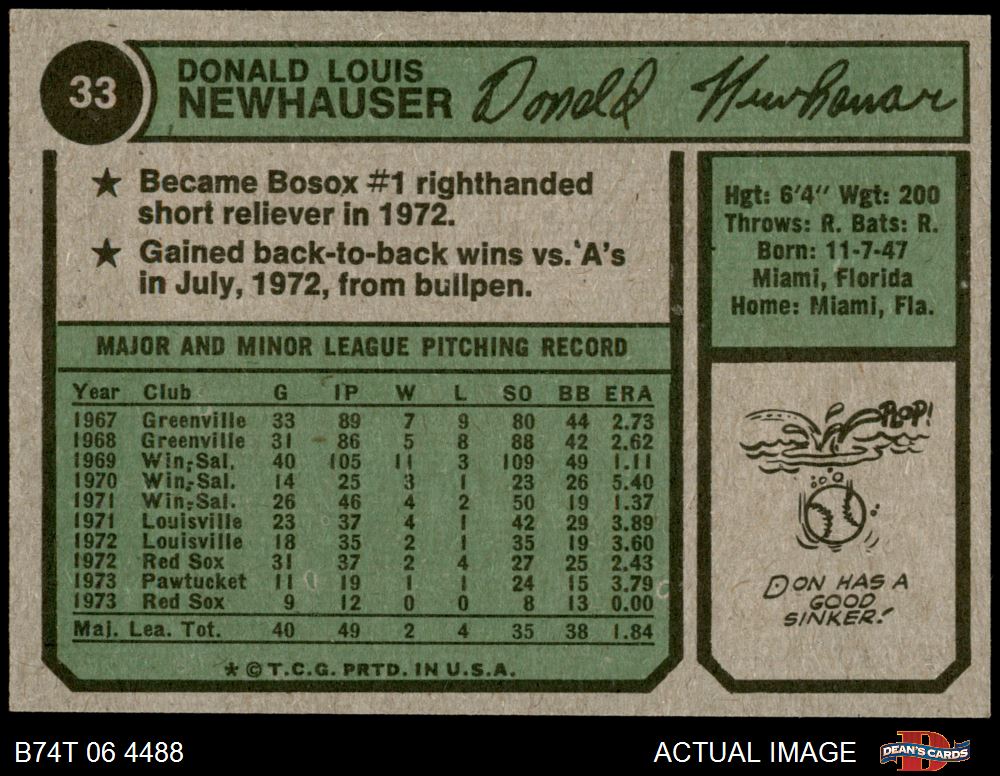 33
DONALD LOUIS
NEWHAUSER
Donald Newhauser
★ Became Bosox #1 righthanded
short reliever in 1972.
★ Gained back-to-back wins vs. 'A's
in July, 1972, from bullpen.
Hgt: 6'4" Wgt: 200
Throws: R. Bats: R.
Born: 11-7-47
Miami, Florida
Home: Miami, Fla.
MAJOR AND MINOR LEAGUE PITCHING RECORD
Year Club G IP W L SO BB ERA
1967 Greenville 33 89 7 9 80 44 2.73
1968 Greenville 31 86 5 8 88 42 2.62
1969 Win.-Sal. 40 105 11 3 109 49 1.11
1970 Win.-Sal. 14 25 3 1 23 26 5.40
1971 Win.-Sal. 26 46 4 2 50 19 1.37
1971 Louisville 23 37 4 1 42 29 3.89
1972 Louisville 18 35 2 1 35 19 3.60
1972 Red Sox 31 37 2 4 27 25 2.43
1973 Pawtucket 11 19 1 1 24 15 3.79
1973 Red Sox 9 12 0 0 8 13 0.00
Maj. Lea. Tot. 40 49 2 4 35 38 1.84
* © T.C.G. PRTD. IN U.S.A.
PLOP!
DON HAS A
GOOD
SINKER!
B74T 06 4488
ACTUAL IMAGE
D
DEAN'S CARDS